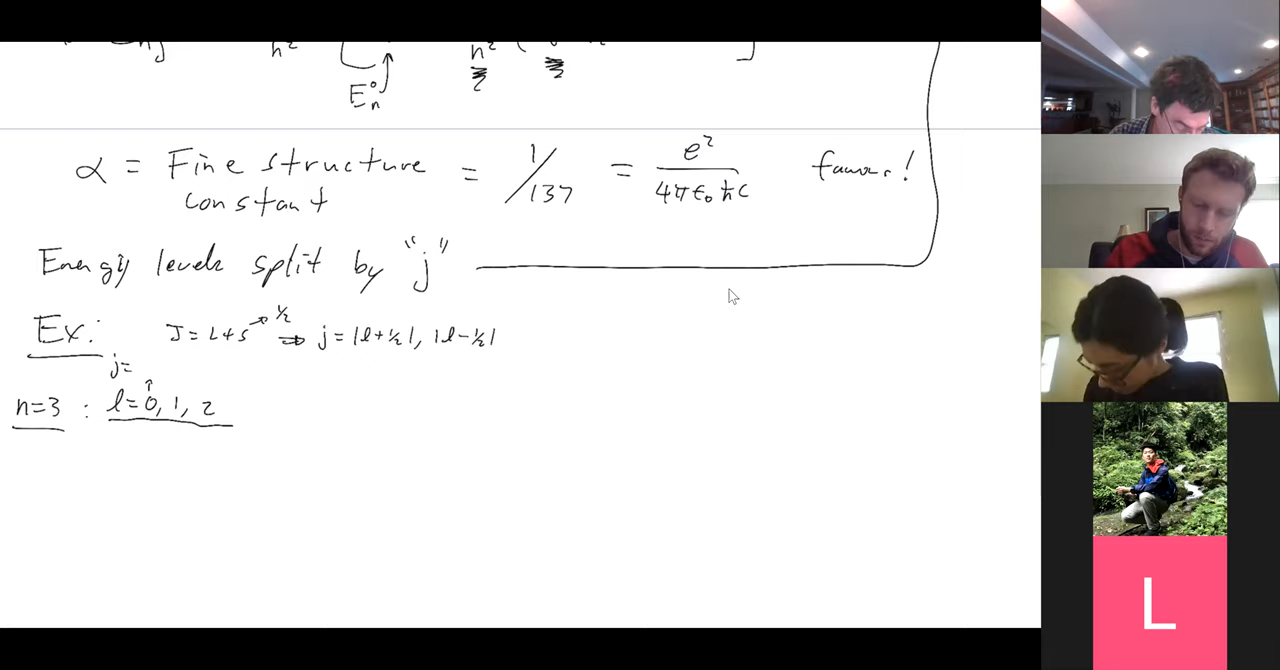 E°n
α = Fine structure constant = 1/137 = e²/4πε₀ħc famous!
Energy levels split by "j"
Ex: J = L+S → 1/2 ⇒ j = |l+½|, |l-½|
j=
n=3 : l=0, 1, 2
L